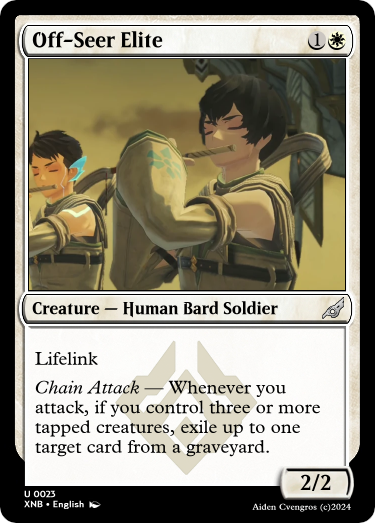 Off-Seer Elite 1
Creature — Human Bard Soldier
Lifelink
Chain Attack — Whenever you
attack, if you control three or more
tapped creatures, exile up to one
target card from a graveyard.
2/2
U 0023
XNB • English
Aiden Cvengros (c)2024